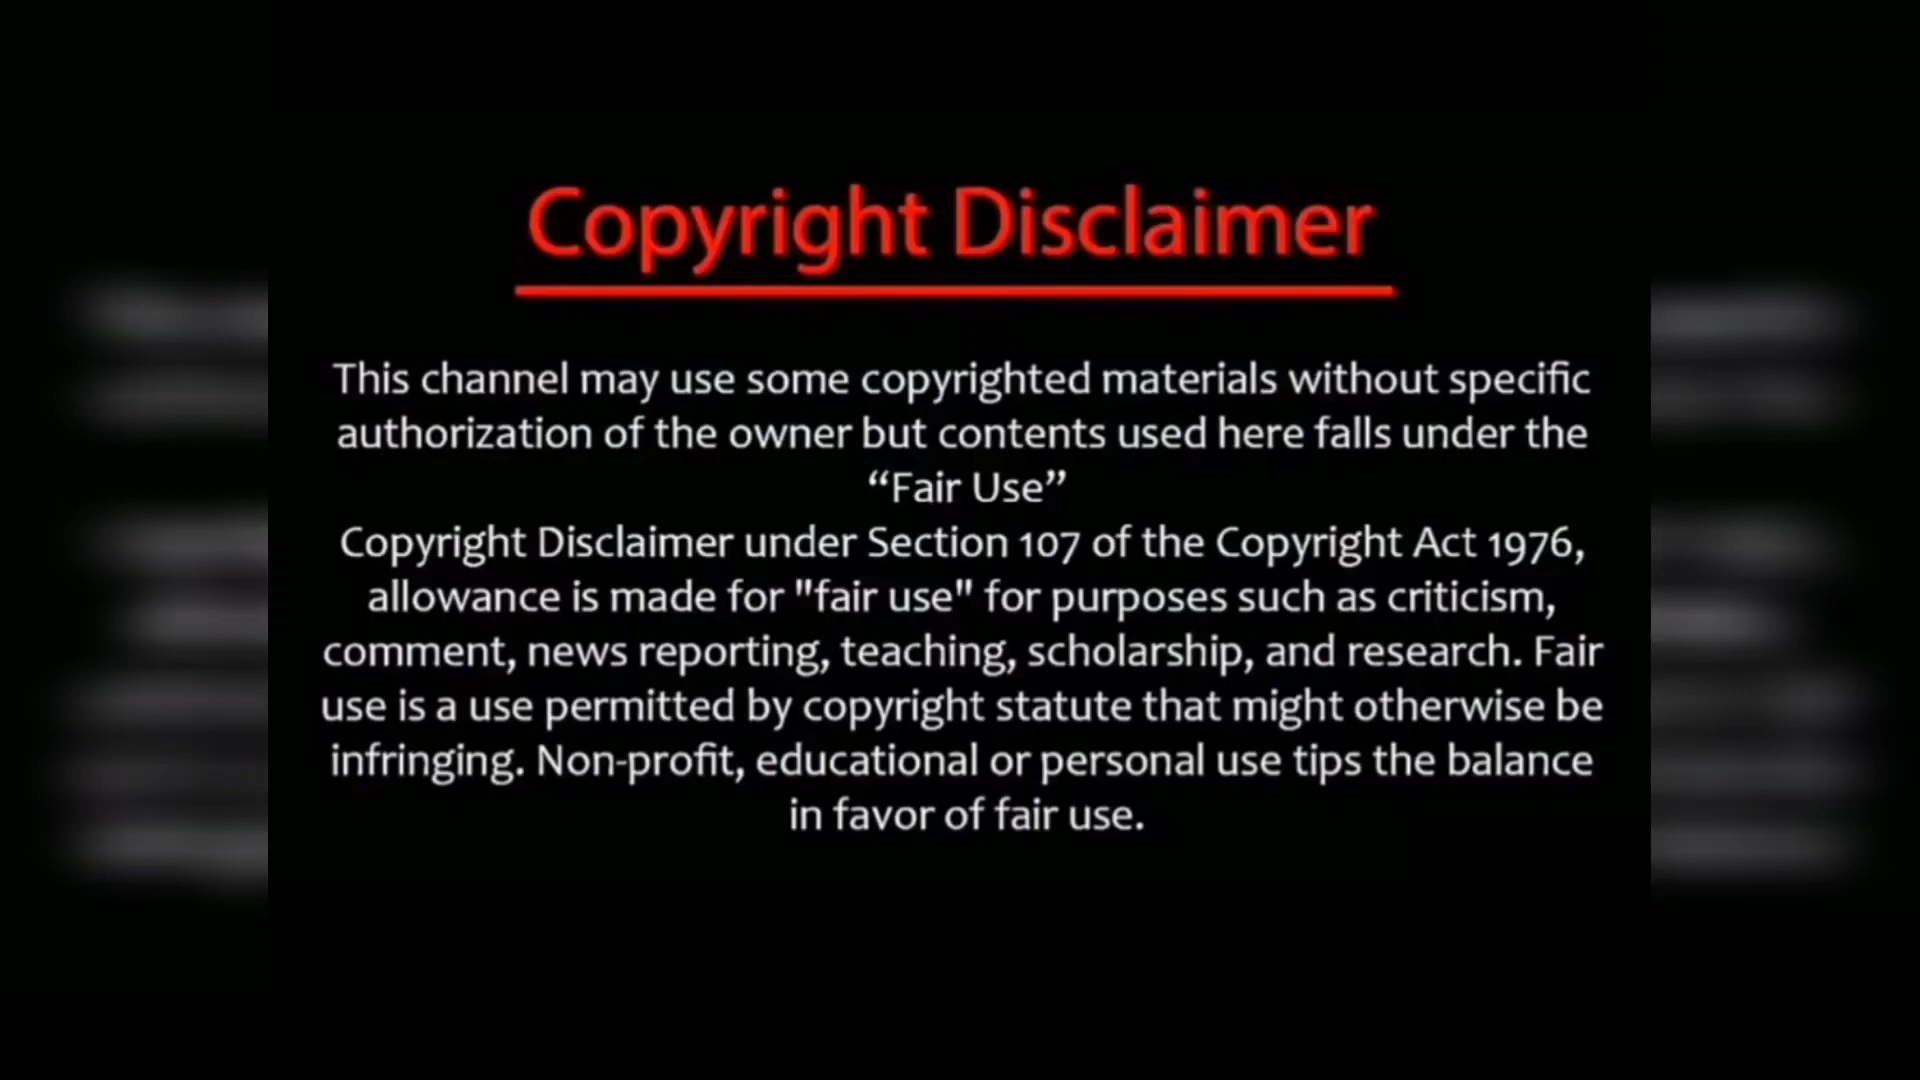 Copyright Disclaimer
This channel may use some copyrighted materials without specific
authorization of the owner but contents used here falls under the
“Fair Use”
Copyright Disclaimer under Section 107 of the Copyright Act 1976,
allowance is made for "fair use" for purposes such as criticism,
comment, news reporting, teaching, scholarship, and research. Fair
use is a use permitted by copyright statute that might otherwise be
infringing. Non-profit, educational or personal use tips the balance
in favor of fair use.